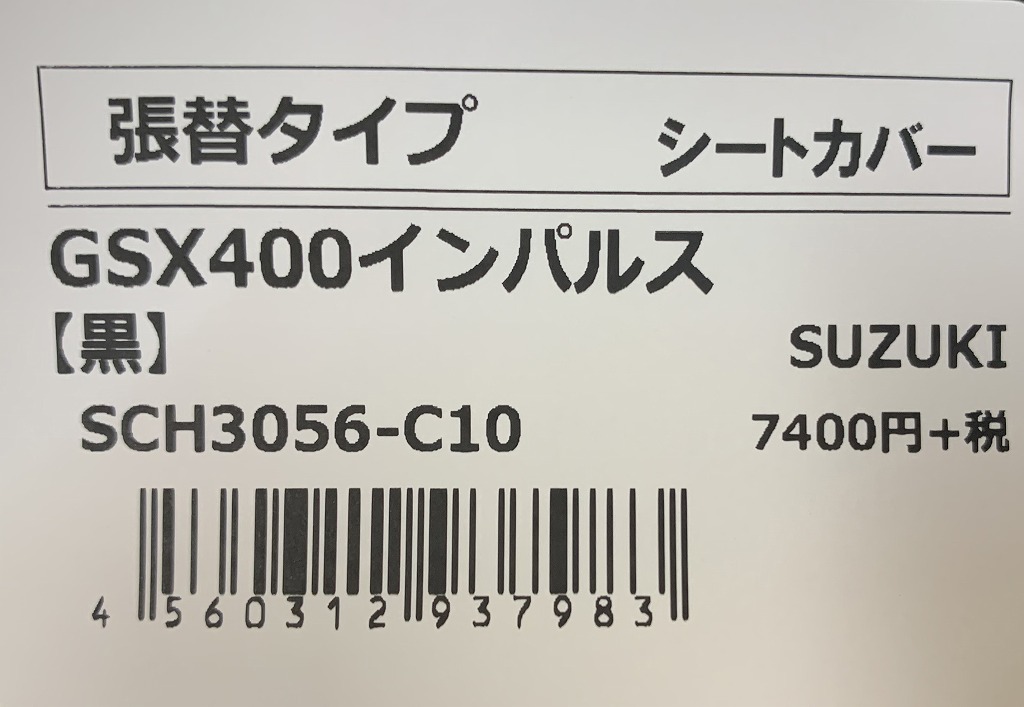 張替タイプ シートカバー
GSX400インパルス
【黒】 SUZUKI
SCH3056-C10 7400円+税
4 560312 937983